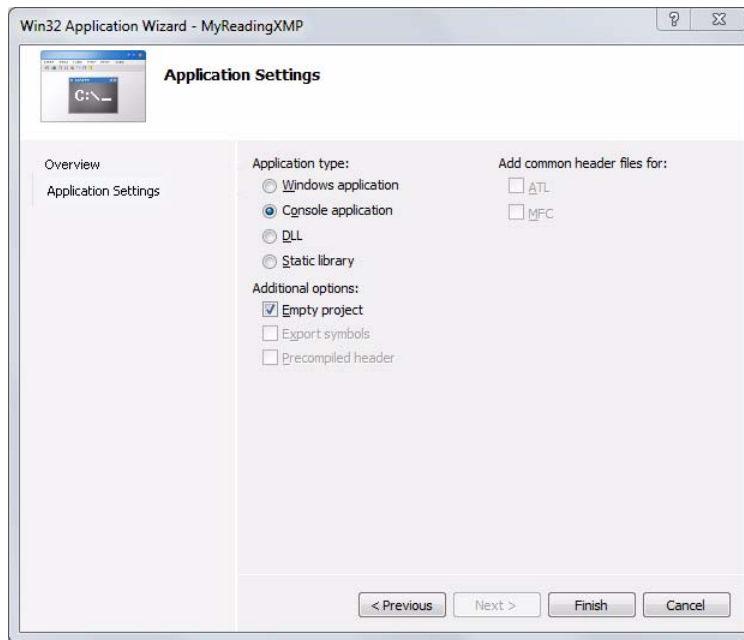 Win32 Application Wizard - MyReadingXMP
Application Settings
C:\_
Overview
Application Settings
Application type:
Windows application
Console application
DLL
Static library
Additional options:
Empty project
Export symbols
Precompiled header
Add common header files for:
ATL
MFC
< Previous
Next >
Finish
Cancel